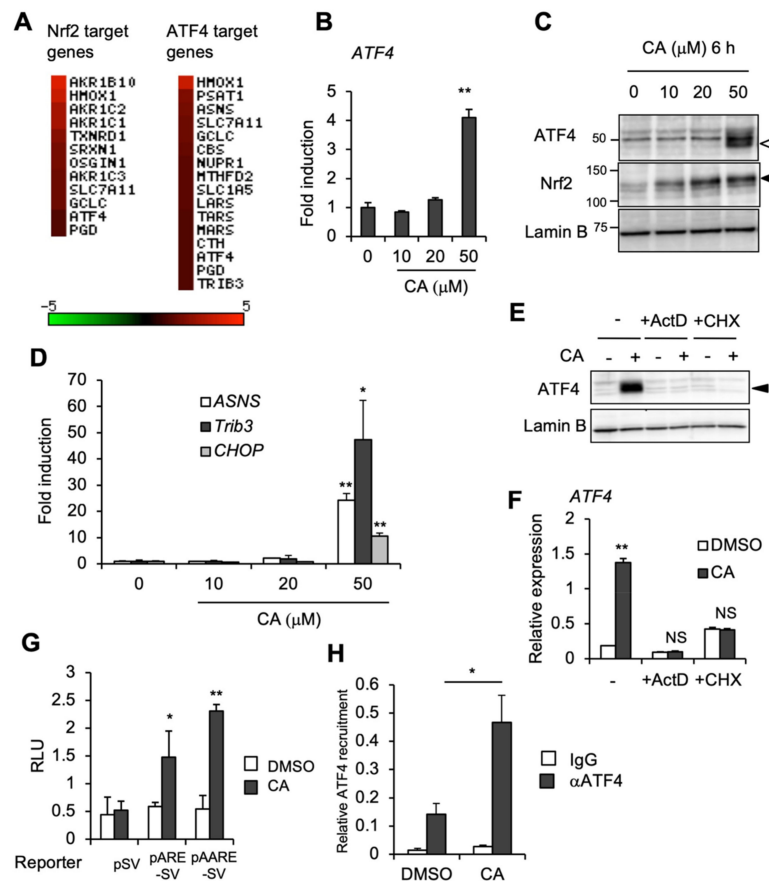 A
Nrf2 target
genes
AKR1B10
HMOX1
AKR1C2
AKR1C1
TXNRD1
SRXN1
OSGIN1
AKR1C3
SLC7A11
GCLC
ATF4
PGD
ATF4 target
genes
HMOX1
PSAT1
ASNS
SLC7A11
GCLC
CBS
NUPR1
MTHFD2
SLC1A5
LARS
TARS
MARS
CTH
ATF4
PGD
TRIB3
-5 5
B
ATF4
Fold induction
5
4
3
2
1
0
**
0 10 20 50
CA (μM)
C
CA (μM) 6 h
0 10 20 50
ATF4
50
Nrf2
150
100
Lamin B
75
D
Fold induction
70
60
50
40
30
20
10
0
ASNS
Trib3
CHOP
** * **
0 10 20 50
CA (μM)
E
- +ActD +CHX
CA - + - + - +
ATF4
Lamin B
F
ATF4
Relative expression
2
1.5
1
0.5
0
DMSO
CA
** NS NS
- +ActD +CHX
G
RLU
3
2.5
2
1.5
1
0.5
0
* **
DMSO
CA
Reporter pSV pARE -SV pAARE -SV
H
Relative ATF4 recruitment
0.6
0.5
0.4
0.3
0.2
0.1
0
*
IgG
αATF4
DMSO CA